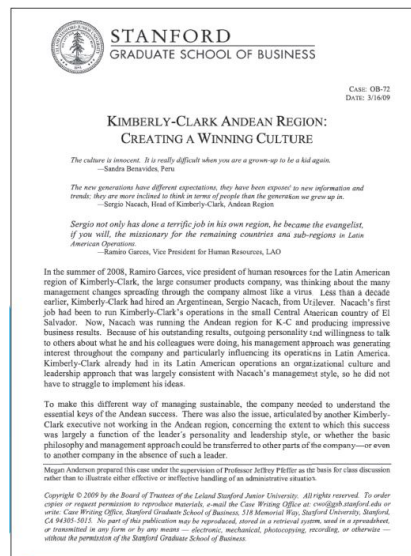 STANFORD
GRADUATE SCHOOL OF BUSINESS
CASE: OB-72
DATE: 3/16/09
KIMBERLY-CLARK ANDEAN REGION:
CREATING A WINNING CULTURE
The culture is innocent. It is really difficult when you are a grown-up to be a kid again.
—Sandra Benavides, Peru
The new generations have different expectations, they have been exposed to new information and
trends; they are more inclined to think in terms of people than the generation we grew up in.
—Sergio Nacach, Head of Kimberly-Clark, Andean Region
Sergio not only has done a terrific job in his own region, he became the evangelist,
if you will, the missionary for the remaining countries and sub-regions in Latin
American Operations.
—Ramiro Garces, Vice President for Human Resources, LAO
In the summer of 2008, Ramiro Garces, vice president of human resources for the Latin American
region of Kimberly-Clark, the large consumer products company, was thinking about the many
management changes spreading through the company almost like a virus. Less than a decade
earlier, Kimberly-Clark had hired an Argentinean, Sergio Nacach, from Unilever. Nacach's first
job had been to run Kimberly-Clark's operations in the small Central American country of El
Salvador. Now, Nacach was running the Andean region for K-C and producing impressive
business results. Because of his outstanding results, outgoing personality and willingness to talk
to others about what he and his colleagues were doing, his management approach was generating
interest throughout the company and particularly influencing its operations in Latin America.
Kimberly-Clark already had in its Latin American operations an organizational culture and
leadership approach that was largely consistent with Nacach's management style, so he did not
have to struggle to implement his ideas.
To make this different way of managing sustainable, the company needed to understand the
essential keys of the Andean success. There was also the issue, articulated by another Kimberly-
Clark executive not working in the Andean region, concerning the extent to which this success
was largely a function of the leader's personality and leadership style, or whether the basic
philosophy and management approach could be transferred to other parts of the company—or even
to another company in the absence of such a leader.
Megan Anderson prepared this case under the supervision of Professor Jeffrey Pfeffer as the basis for class discussion
rather than to illustrate either effective or ineffective handling of an administrative situation.
Copyright © 2009 by the Board of Trustees of the Leland Stanford Junior University. All rights reserved. To order
copies or request permission to reproduce materials, e-mail the Case Writing Office at: cwo@gsb.stanford.edu or
write: Case Writing Office, Stanford Graduate School of Business, 518 Memorial Way, Stanford University, Stanford,
CA 94305-5015. No part of this publication may be reproduced, stored in a retrieval system, used in a spreadsheet,
or transmitted in any form or by any means — electronic, mechanical, photocopying, recording, or otherwise —
without the permission of the Stanford Graduate School of Business.